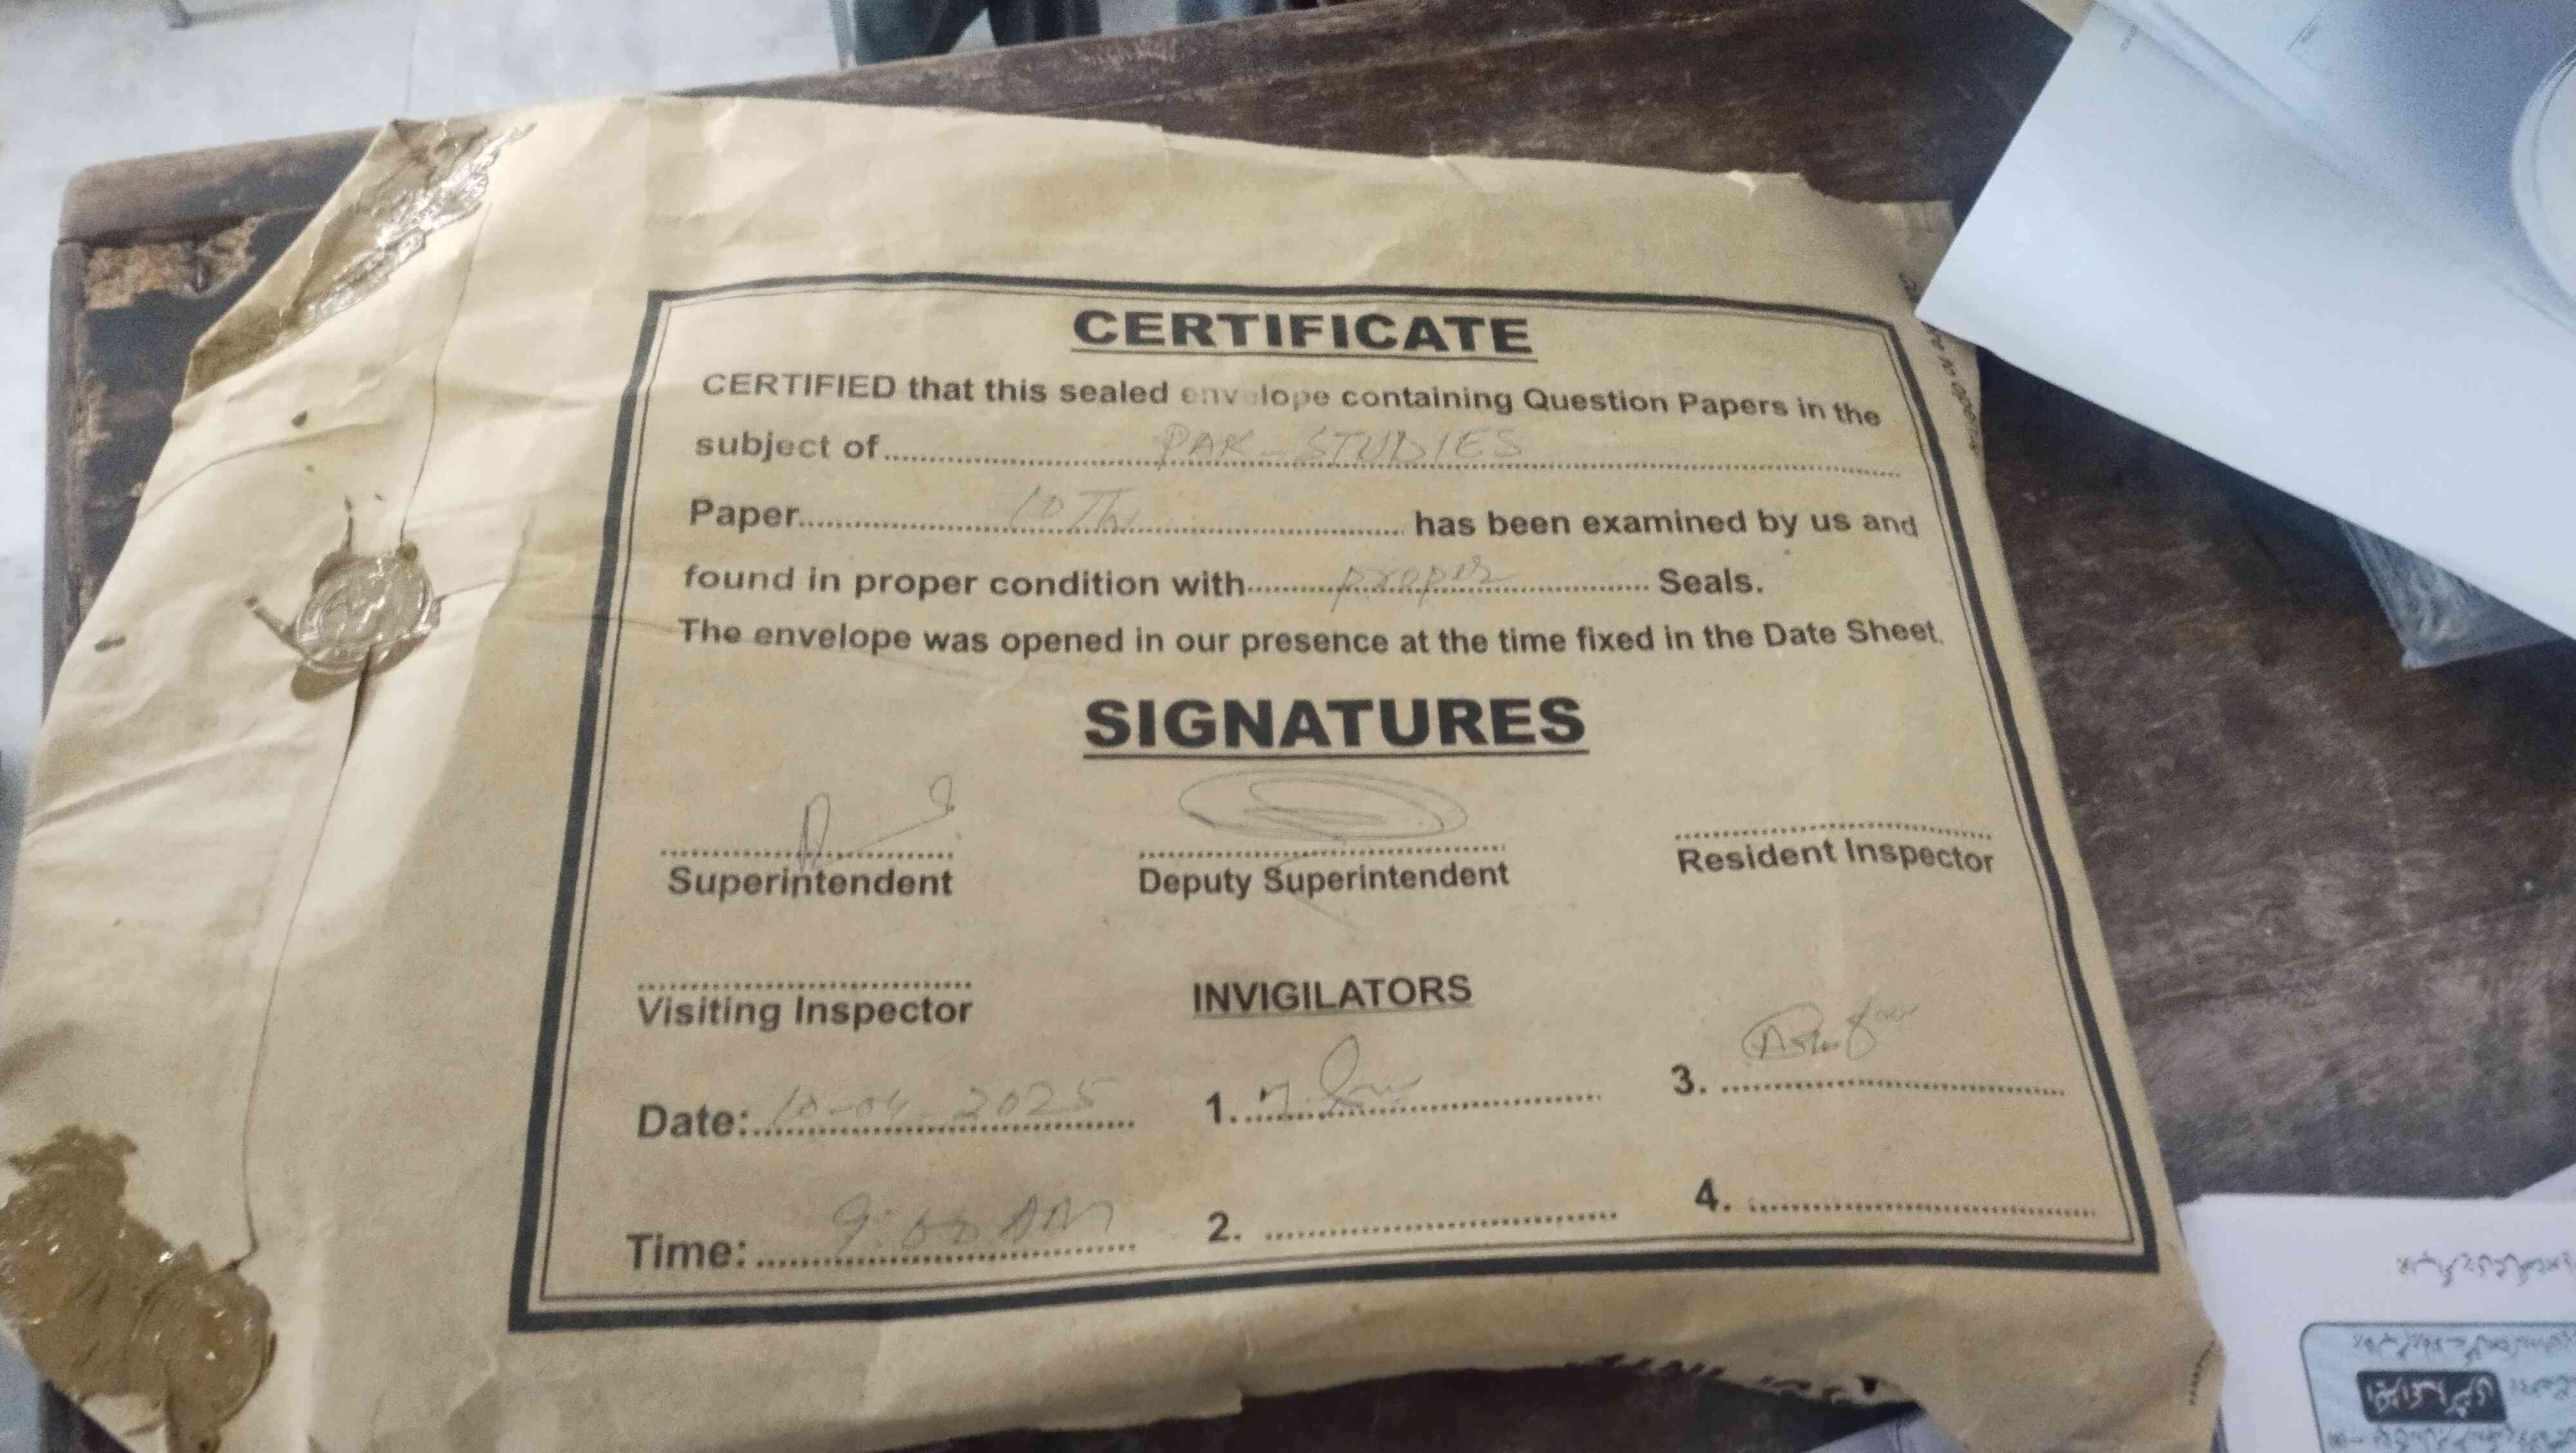 CERTIFICATE
CERTIFIED that this sealed envelope containing Question Papers in the
subject of PAK - STUDIES
Paper 10Th has been examined by us and
found in proper condition with proper Seals.
The envelope was opened in our presence at the time fixed in the Date Sheet.
SIGNATURES
Superintendent Deputy Superintendent Resident Inspector
Visiting Inspector INVIGILATORS
Date: 10-04-2025 1. 3.
Time: 9:00 AM 2. 4.